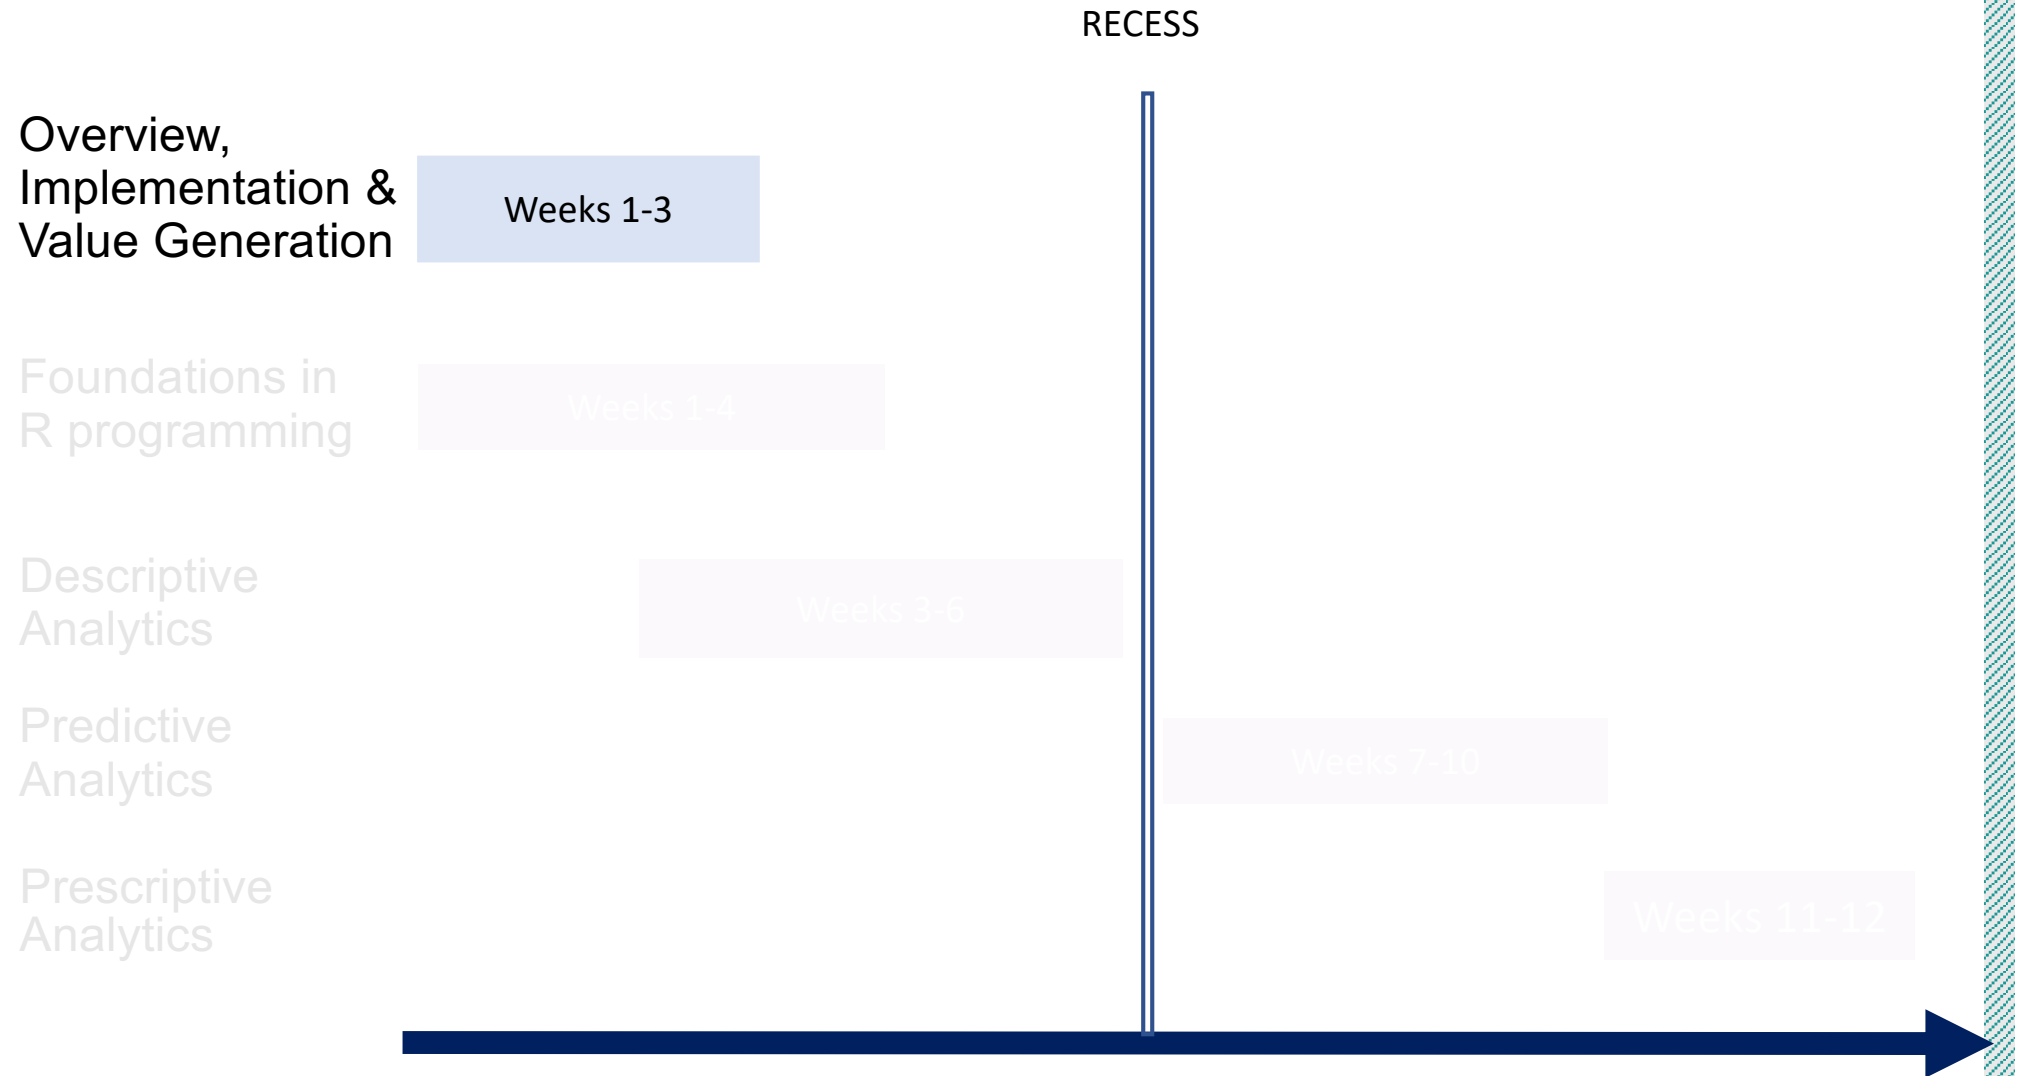 RECESS
Overview,
Implementation &
Value Generation
Weeks 1-3
Foundations in
R programming
Weeks 1-4
Descriptive
Analytics
Weeks 3-6
Predictive
Analytics
Weeks 7-10
Prescriptive
Analytics
Weeks 11-12